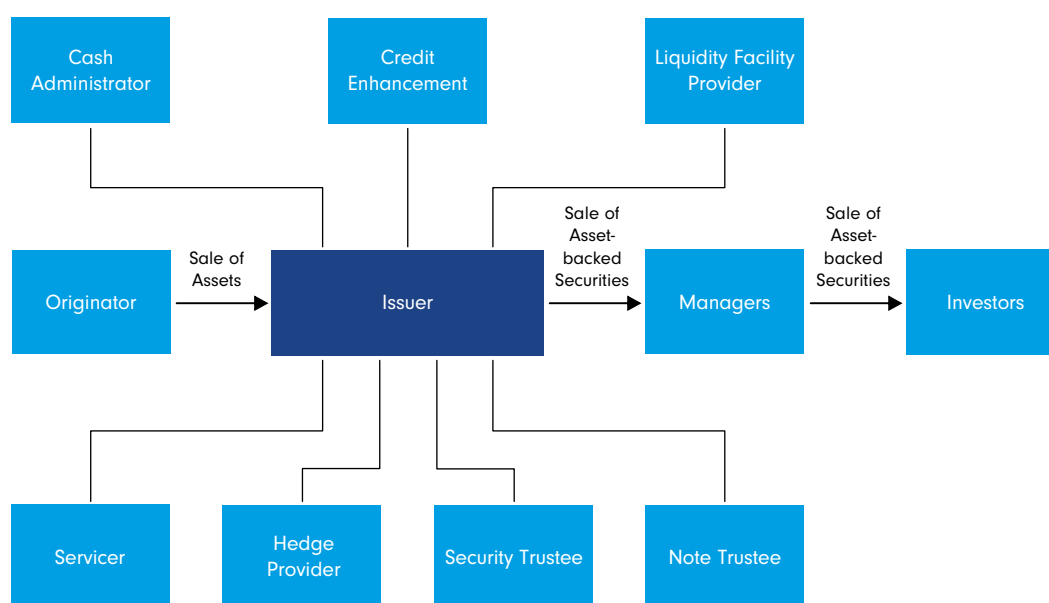 Cash
Administrator
Credit
Enhancement
Liquidity Facility
Provider
Originator
Sale of
Assets
Issuer
Sale of
Asset-
backed
Securities
Managers
Sale of
Asset-
backed
Securities
Investors
Servicer
Hedge
Provider
Security Trustee
Note Trustee